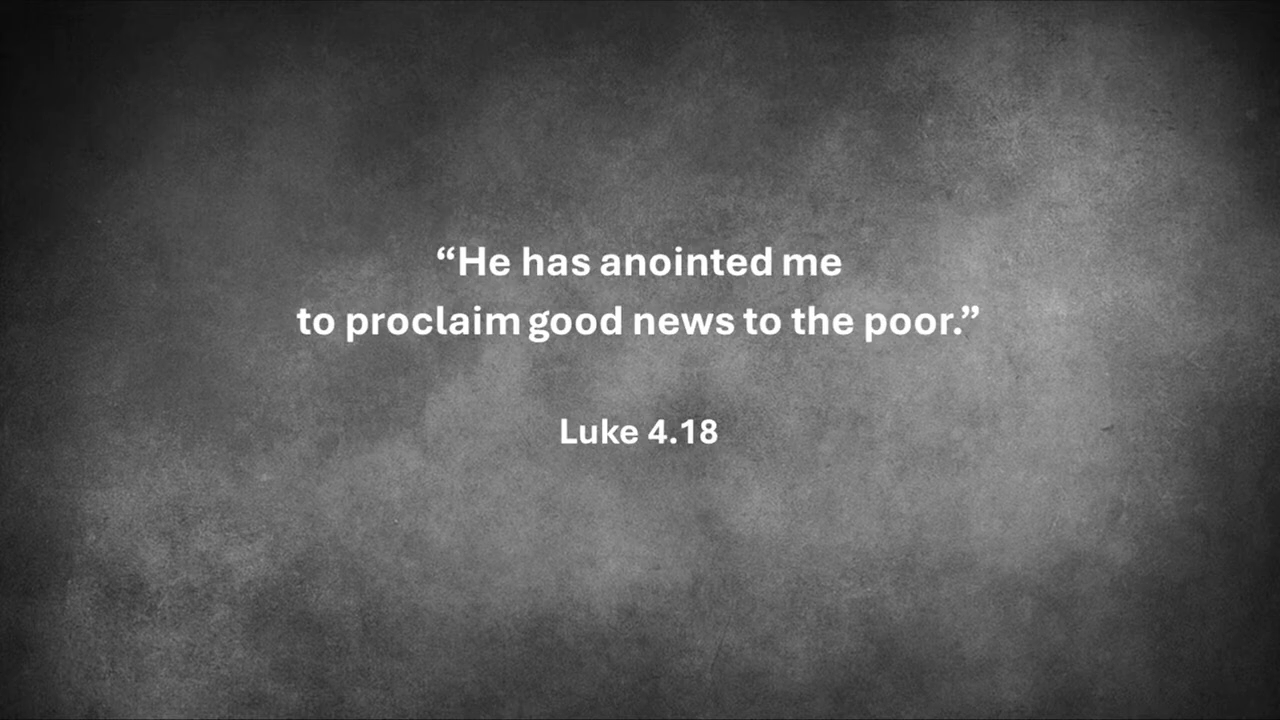 “He has anointed me
to proclaim good news to the poor.”
Luke 4.18